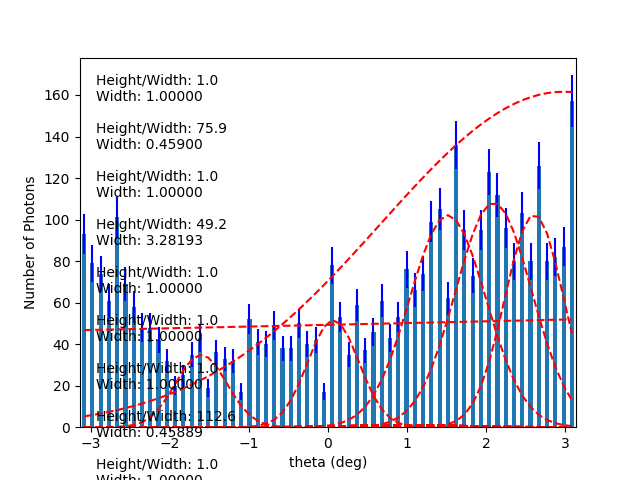 Height/Width: 1.0
Width: 1.00000
Height/Width: 75.9
Width: 0.45900
Height/Width: 1.0
Width: 1.00000
Height/Width: 49.2
Width: 3.28193
Height/Width: 1.0
Width: 1.00000
Height/Width: 1.0
Width: 1.00000
Height/Width: 1.0
Width: 1.00000
Height/Width: 112.6
Width: 0.45889
Height/Width: 1.0
Width: 1.00000
160
140
120
100
80
60
40
20
0
Number of Photons
−3 −2 −1 0 1 2 3
theta (deg)